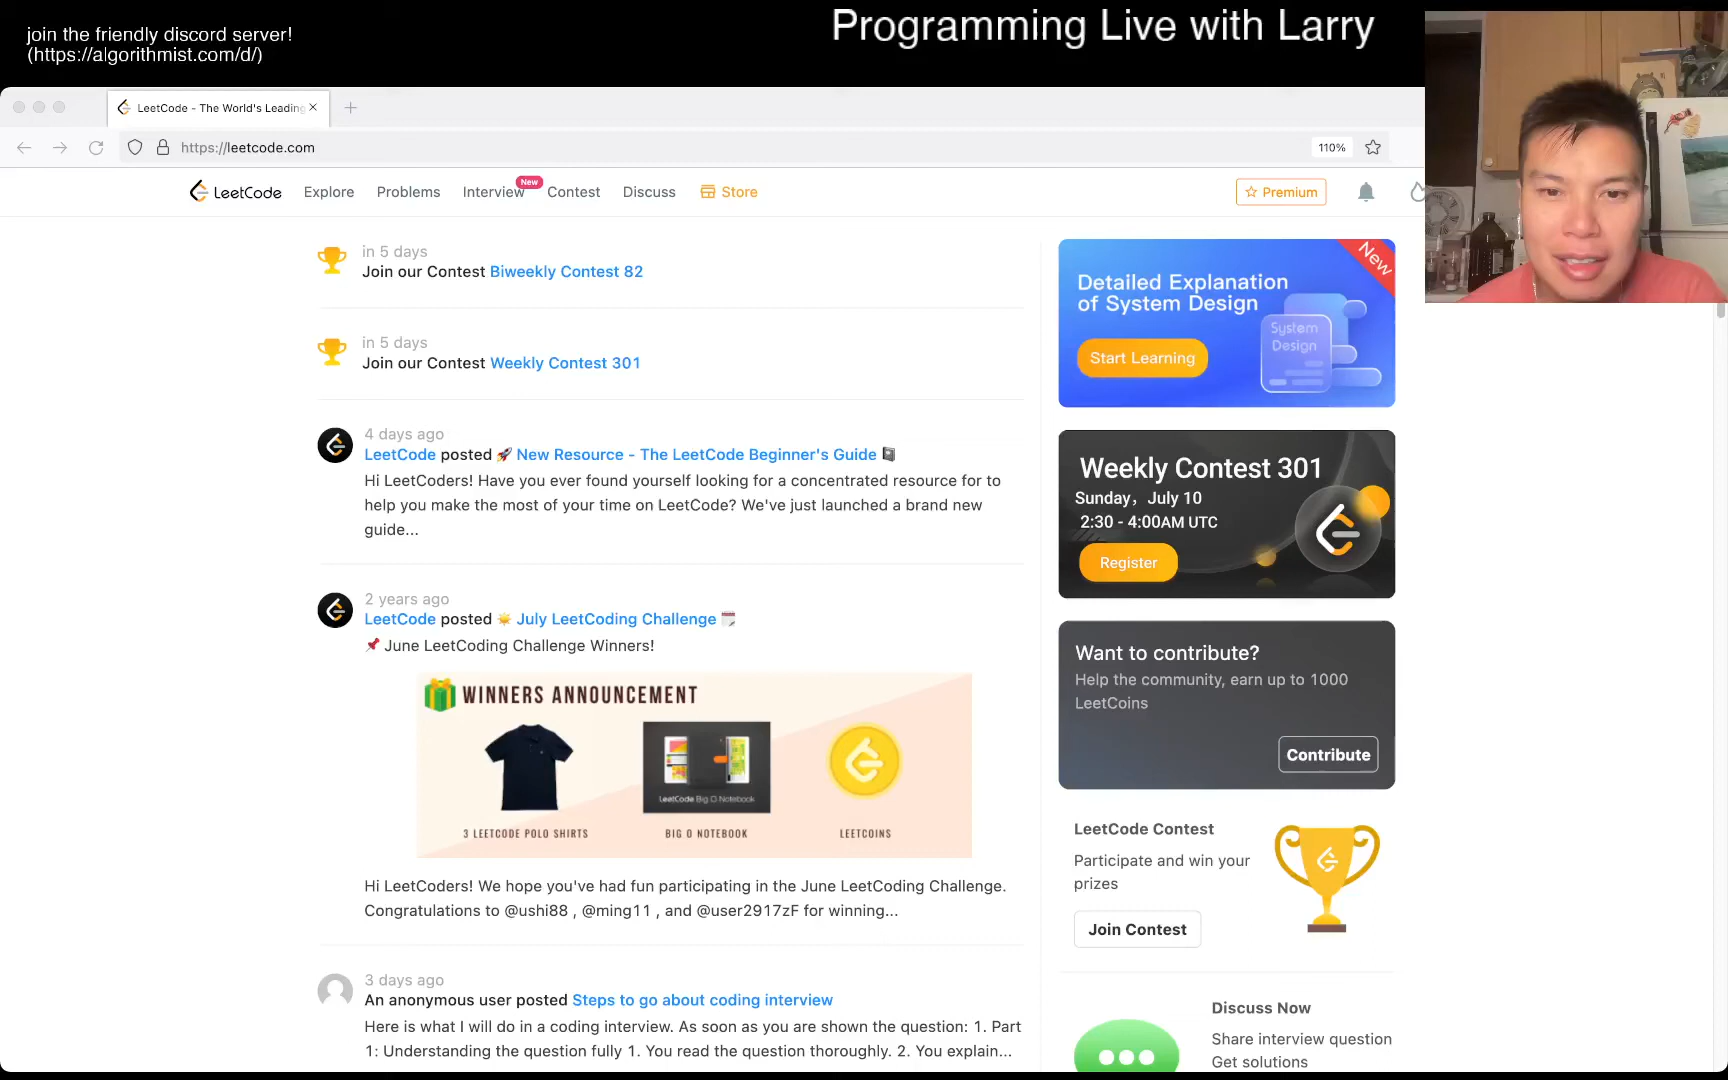 join the friendly discord server!
(https://algorithmist.com/d/)
Programming Live with Larry
LeetCode - The World's Leading
https://leetcode.com
110%
LeetCode
Explore
Problems
Interview
New
Contest
Discuss
Store
Premium
in 5 days
Join our Contest Biweekly Contest 82
in 5 days
Join our Contest Weekly Contest 301
4 days ago
LeetCode posted 🚀 New Resource - The LeetCode Beginner's Guide 📓
Hi LeetCoders! Have you ever found yourself looking for a concentrated resource for to
help you make the most of your time on LeetCode? We've just launched a brand new
guide...
2 years ago
LeetCode posted ☀️ July LeetCoding Challenge 🗓️
📌 June LeetCoding Challenge Winners!
WINNERS ANNOUNCEMENT
LeetCode Big O Notebook
3 LEETCODE POLO SHIRTS
BIG O NOTEBOOK
LEETCOINS
Hi LeetCoders! We hope you've had fun participating in the June LeetCoding Challenge.
Congratulations to @ushi88 , @ming11 , and @user2917zF for winning...
3 days ago
An anonymous user posted Steps to go about coding interview
Here is what I will do in a coding interview. As soon as you are shown the question: 1. Part
1: Understanding the question fully 1. You read the question thoroughly. 2. You explain...
Detailed Explanation
of System Design
New
System
Design
Start Learning
Weekly Contest 301
Sunday, July 10
2:30 - 4:00AM UTC
Register
Want to contribute?
Help the community, earn up to 1000
LeetCoins
Contribute
LeetCode Contest
Participate and win your
prizes
Join Contest
Discuss Now
Share interview question
Get solutions